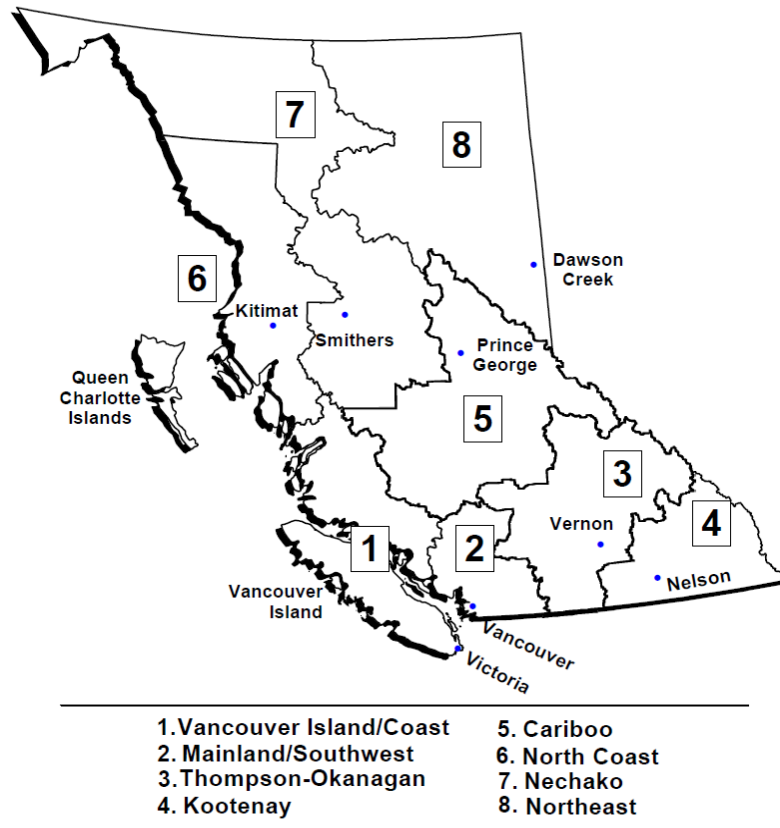 7
8
6
Dawson
Creek
Kitimat
Smithers
Prince
George
Queen
Charlotte
Islands
5
3
4
Vernon
1
2
Nelson
Vancouver
Island
Vancouver
Victoria
1.Vancouver Island/Coast
2. Mainland/Southwest
3.Thompson-Okanagan
4. Kootenay
5. Cariboo
6. North Coast
7. Nechako
8. Northeast